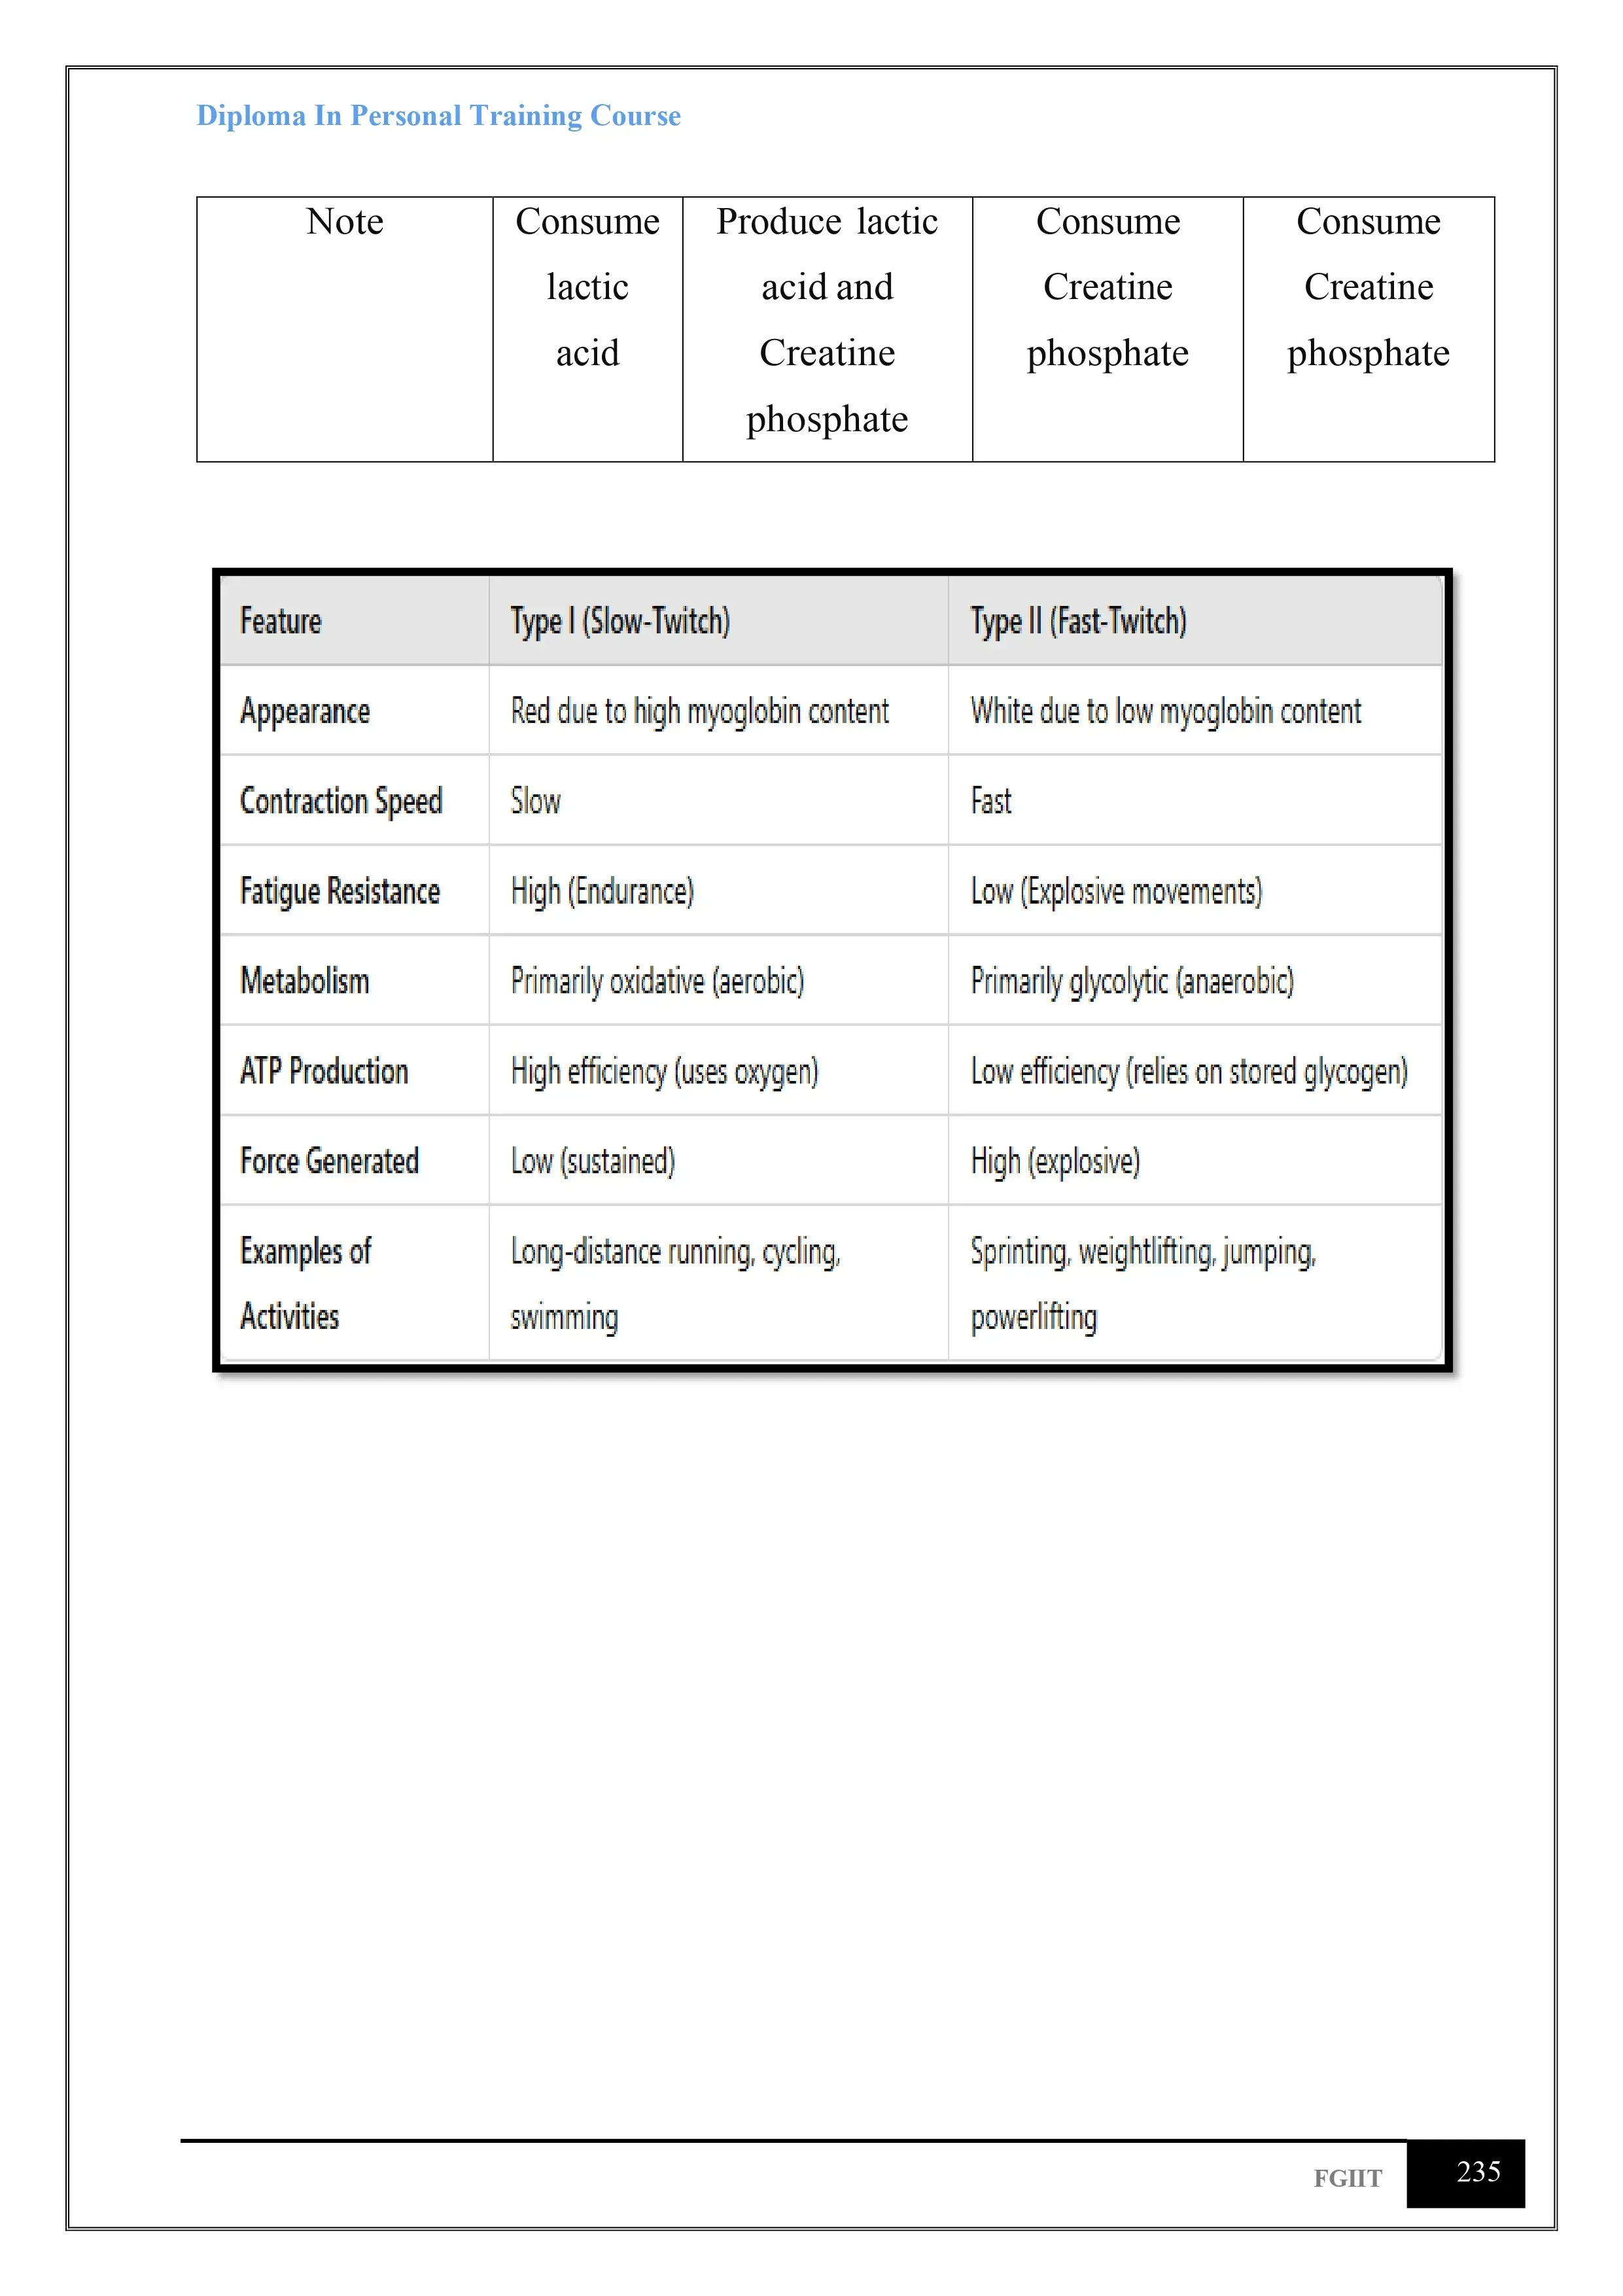 Diploma In Personal Training Course
Note Consume Produce lactic Consume Consume
lactic acid and Creatine Creatine
acid Creatine phosphate phosphate
phosphate
Feature Type I (Slow-Twitch) Type II (Fast-Twitch)
Appearance Red due to high myoglobin content White due to low myoglobin content
Contraction Speed Slow Fast
Fatigue Resistance High (Endurance) Low (Explosive movements)
Metabolism Primarily oxidative (aerobic) Primarily glycolytic (anaerobic)
ATP Production High efficiency (uses oxygen) Low efficiency (relies on stored glycogen)
Force Generated Low (sustained) High (explosive)
Examples of Long-distance running, cycling, Sprinting, weightlifting, jumping,
Activities swimming powerlifting
FGIIT 235